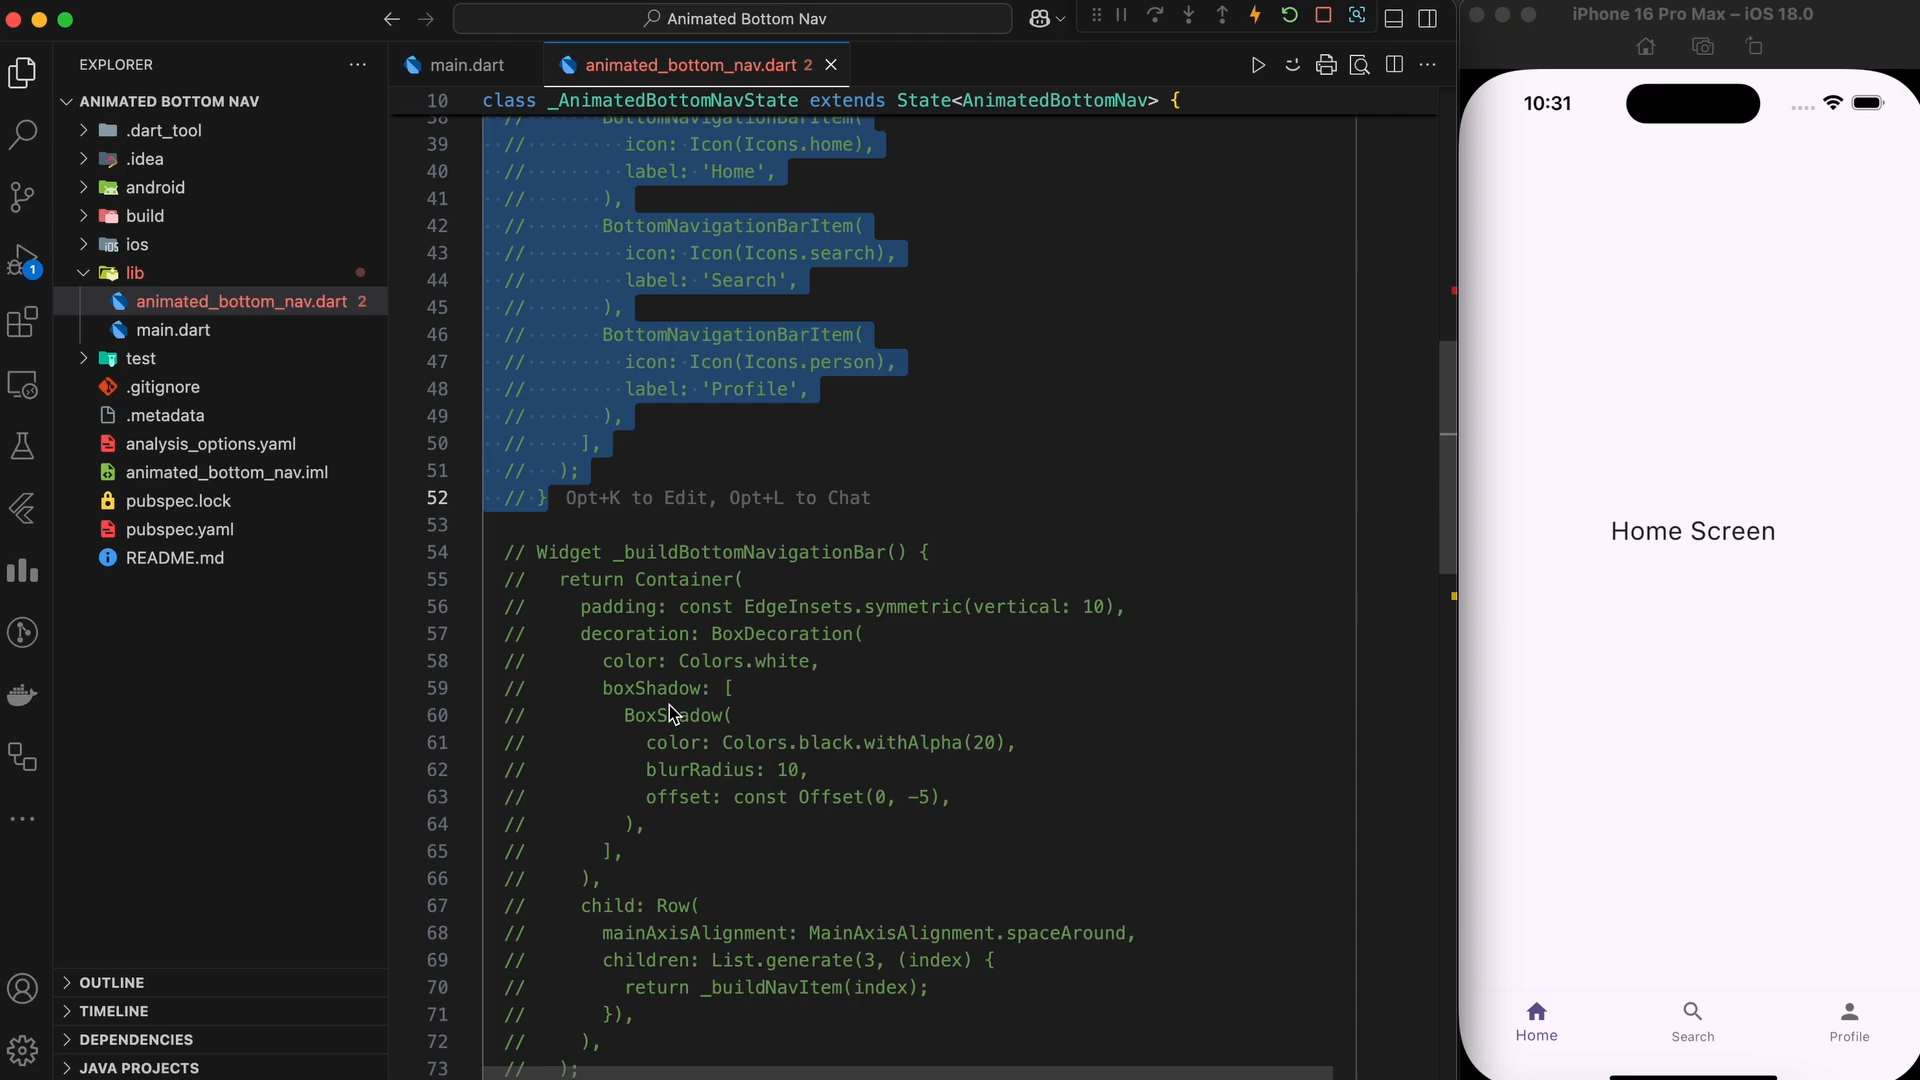 Animated Bottom Nav
iPhone 16 Pro Max – iOS 18.0
EXPLORER
main.dart
animated_bottom_nav.dart 2
ANIMATED BOTTOM NAV
.dart_tool
.idea
android
build
ios
lib
animated_bottom_nav.dart 2
main.dart
test
.gitignore
.metadata
analysis_options.yaml
animated_bottom_nav.iml
pubspec.lock
pubspec.yaml
README.md
1
OUTLINE
TIMELINE
DEPENDENCIES
JAVA PROJECTS
10 class _AnimatedBottomNavState extends State<AnimatedBottomNav> {
38 // BottomNavigationBarItem(
39 // icon: Icon(Icons.home),
40 // label: 'Home',
41 // ),
42 // BottomNavigationBarItem(
43 // icon: Icon(Icons.search),
44 // label: 'Search',
45 // ),
46 // BottomNavigationBarItem(
47 // icon: Icon(Icons.person),
48 // label: 'Profile',
49 // ),
50 // ],
51 // );
52 // } Opt+K to Edit, Opt+L to Chat
53
54 // Widget _buildBottomNavigationBar() {
55 // return Container(
56 // padding: const EdgeInsets.symmetric(vertical: 10),
57 // decoration: BoxDecoration(
58 // color: Colors.white,
59 // boxShadow: [
60 // BoxShadow(
61 // color: Colors.black.withAlpha(20),
62 // blurRadius: 10,
63 // offset: const Offset(0, -5),
64 // ),
65 // ],
66 // ),
67 // child: Row(
68 // mainAxisAlignment: MainAxisAlignment.spaceAround,
69 // children: List.generate(3, (index) {
70 // return _buildNavItem(index);
71 // }),
72 // ),
73 // );
10:31
Home Screen
Home
Search
Profile